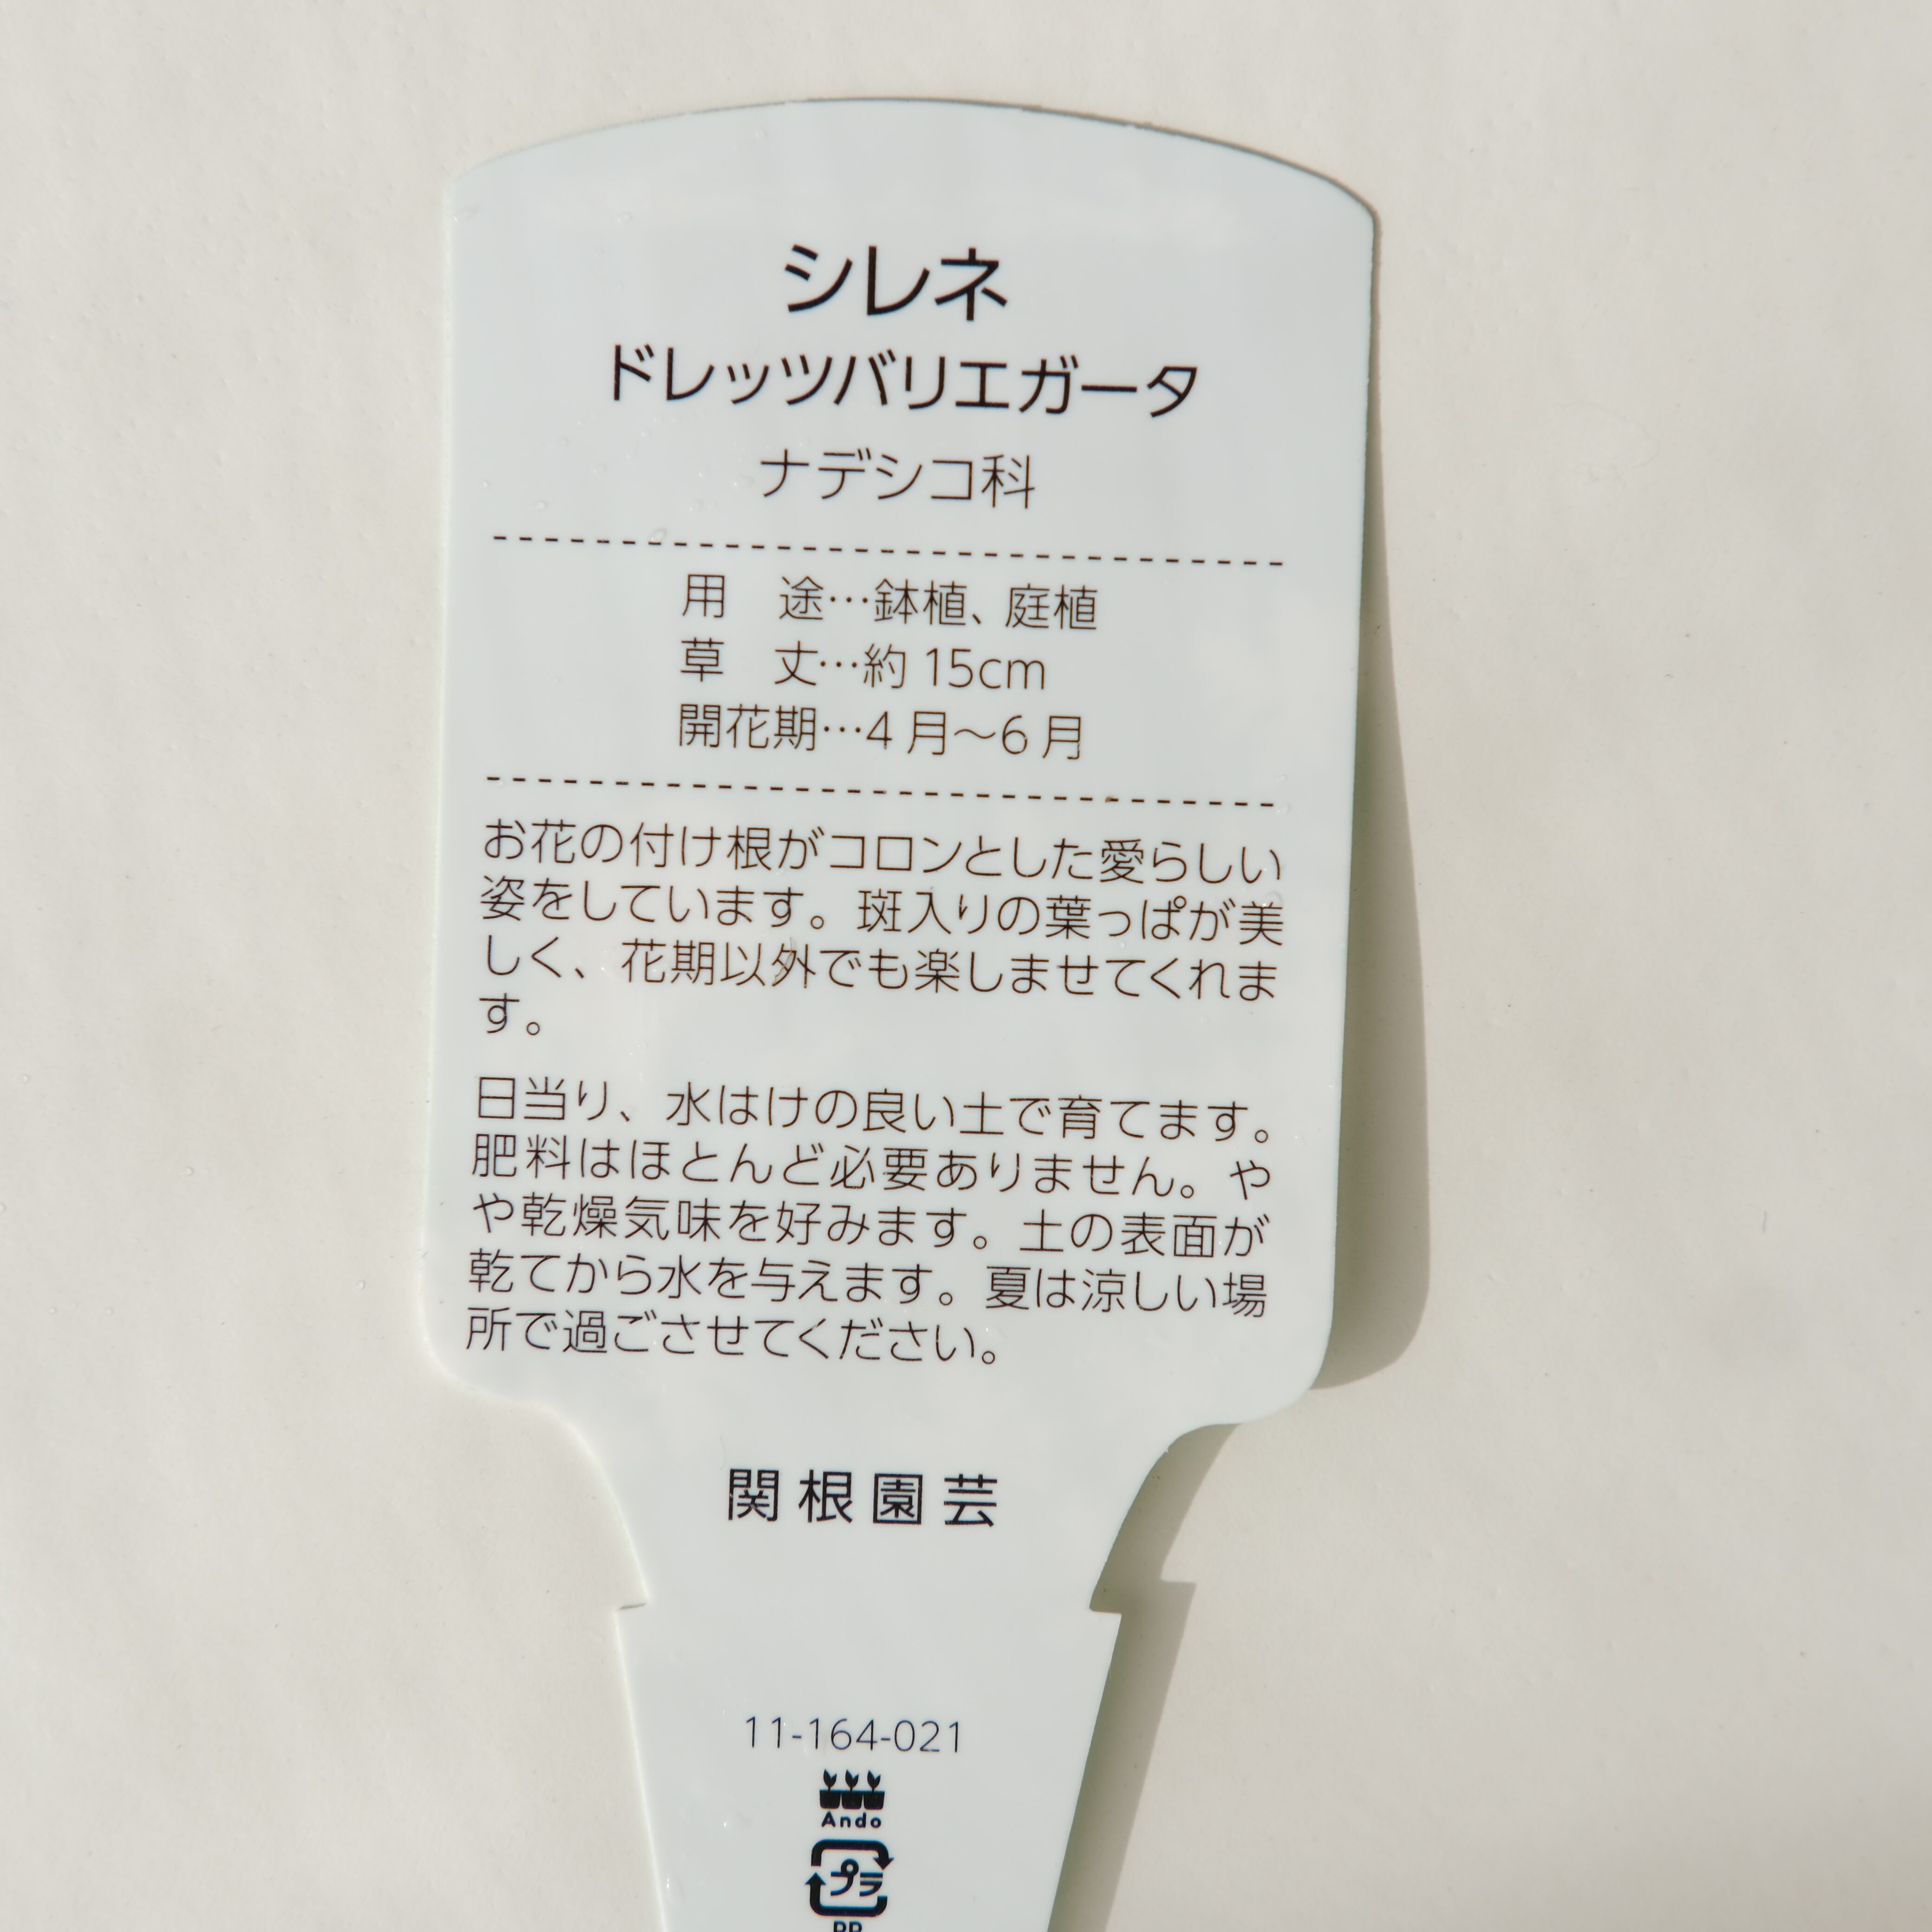 シレネ
ドレッツバリエガータ
ナデシコ科
用　途…鉢植、庭植
草　丈…約 15cm
開花期…4 月〜6 月
お花の付け根がコロンとした愛らしい
姿をしています。斑入りの葉っぱが美
しく、花期以外でも楽しませてくれま
す。
日当り、水はけの良い土で育てます。
肥料はほとんど必要ありません。や
や乾燥気味を好みます。土の表面が
乾てから水を与えます。夏は涼しい場
所で過ごさせてください。
関根園芸
11-164-021
Ando
プラ
PP